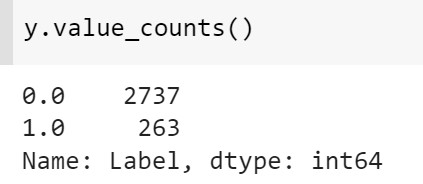 y.value_counts()
0.0    2737
1.0     263
Name: Label, dtype: int64